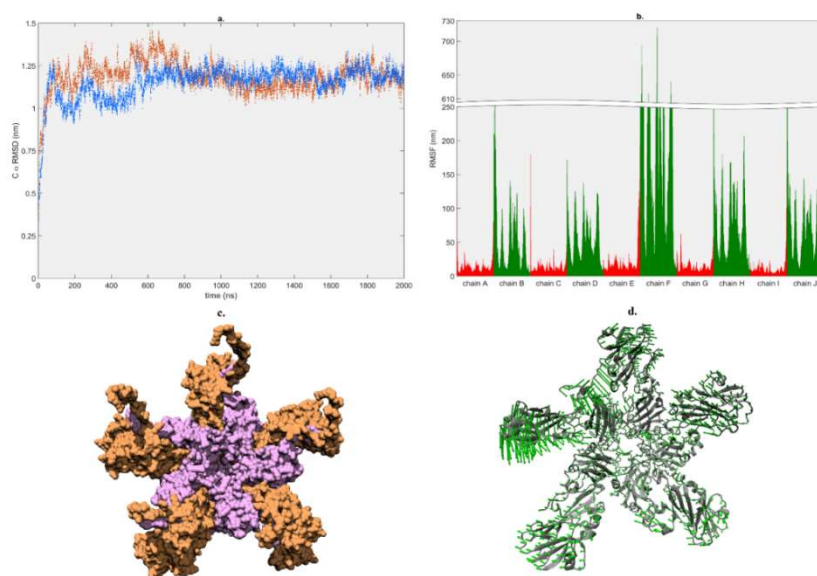 a.
1.5
1.25
1
0.75
0.5
0.25
0
C α RMSD (nm)
0 200 400 600 800 1000 1200 1400 1600 1800 2000
time (ns)
b.
730
690
650
610
250
200
150
100
50
0
RMSF (nm)
chain A chain B chain C chain D chain E chain F chain G chain H chain I chain J
c.
d.